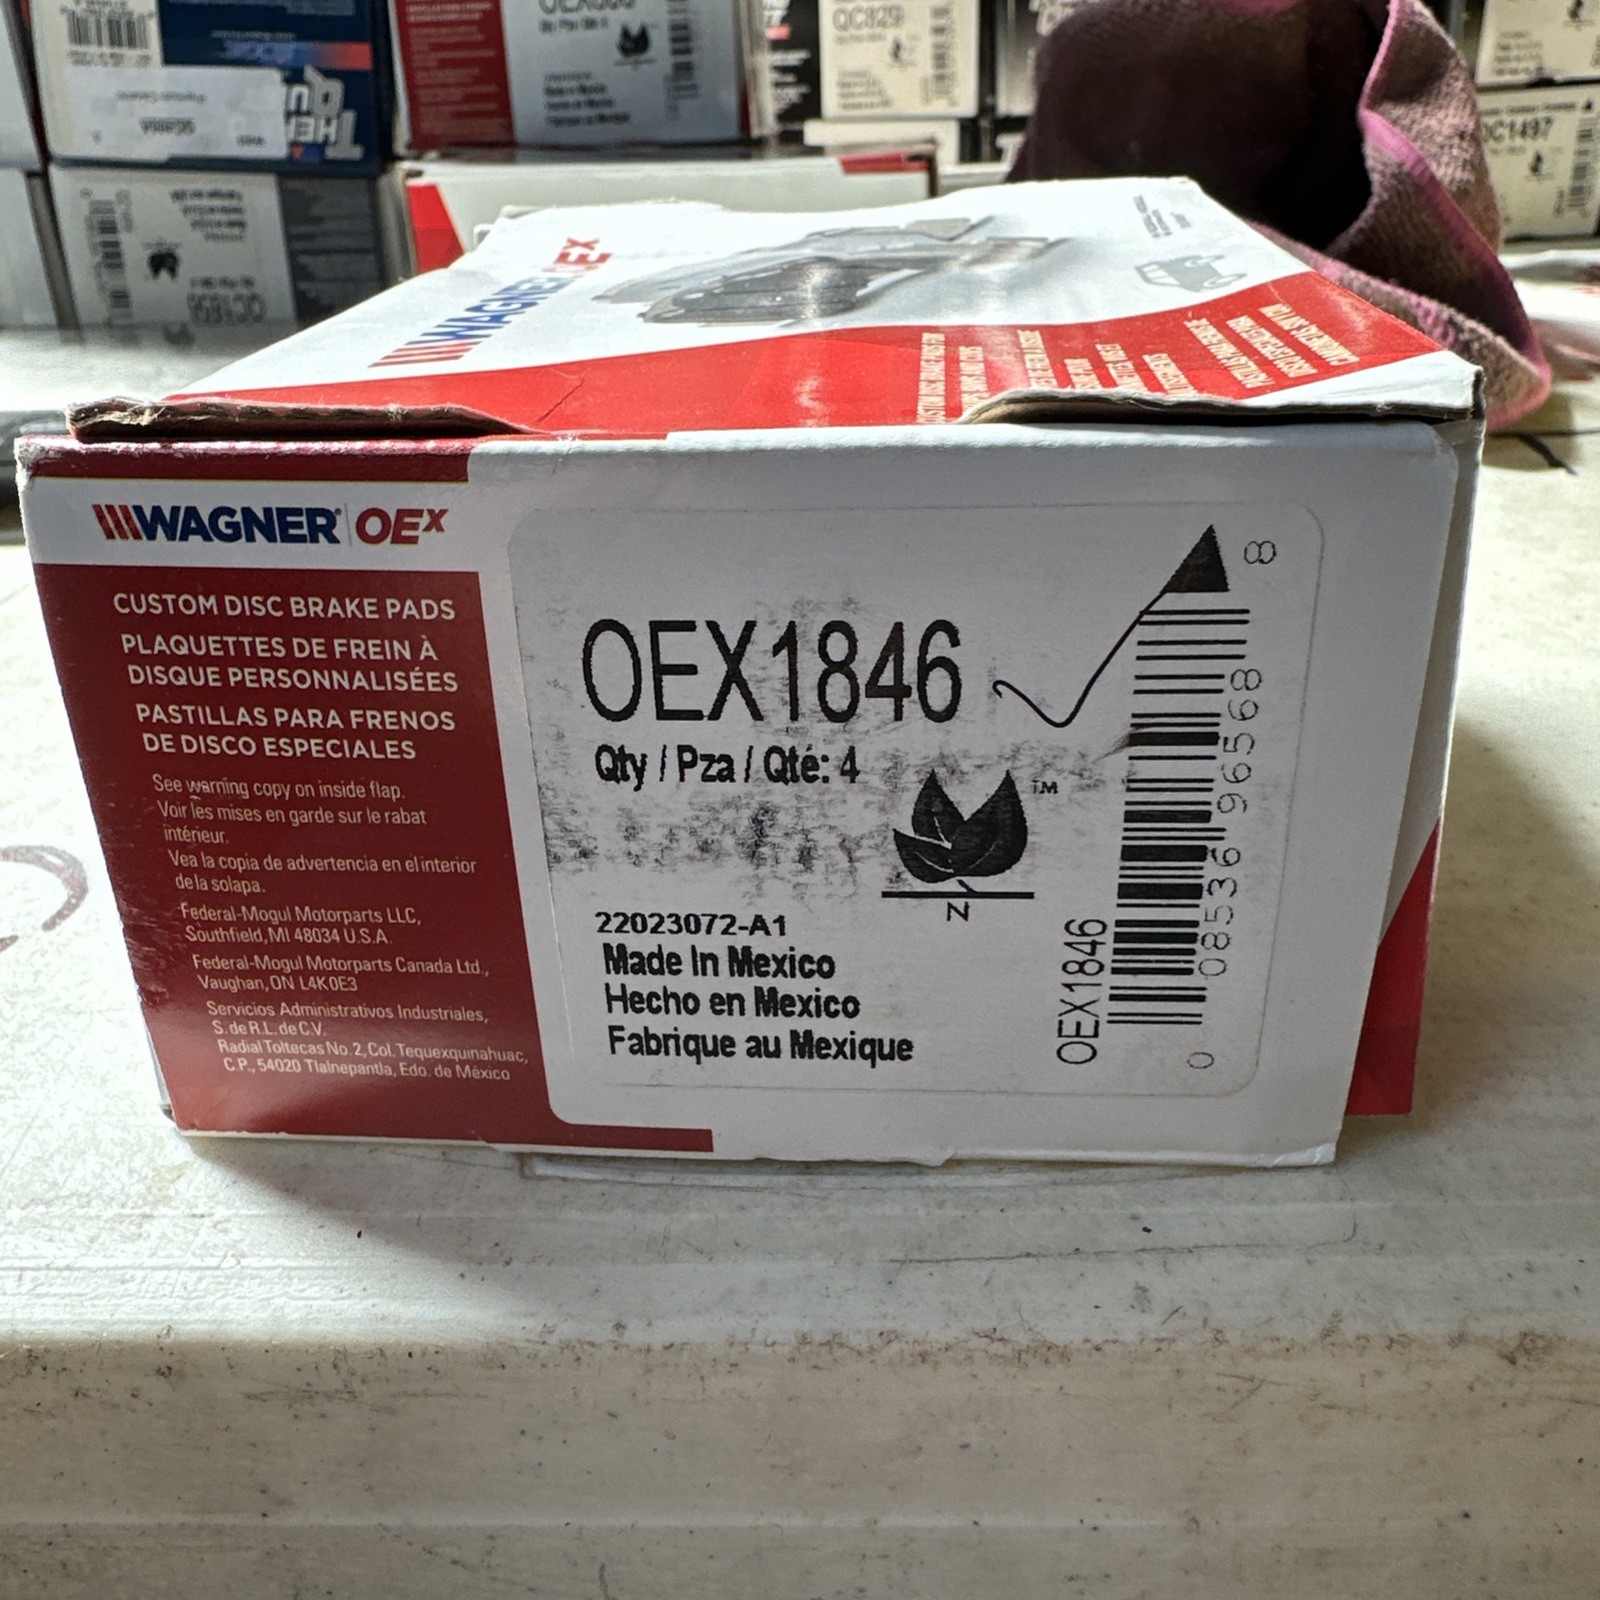 QC829
QC1497
QC1858
WAGNER OEX
WAGNER | OEX
CUSTOM DISC BRAKE PADS
PLAQUETTES DE FREIN À
DISQUE PERSONNALISÉES
PASTILLAS PARA FRENOS
DE DISCO ESPECIALES
See warning copy on inside flap.
Voir les mises en garde sur le rabat
intérieur.
Vea la copia de advertencia en el interior
de la solapa.
Federal-Mogul Motorparts LLC,
Southfield, MI 48034 U.S.A.
Federal-Mogul Motorparts Canada Ltd.,
Vaughan, ON L4K0E3
Servicios Administrativos Industriales,
S. de R.L. de C.V.
Radial Toltecas No. 2, Col. Tequexquinahuac,
C.P., 54020 Tlalnepantla, Edo. de México
OEX1846
Qty / Pza / Qté: 4
TM
N
22023072-A1
Made In Mexico
Hecho en Mexico
Fabrique au Mexique
OEX1846
0 08536 96568 8